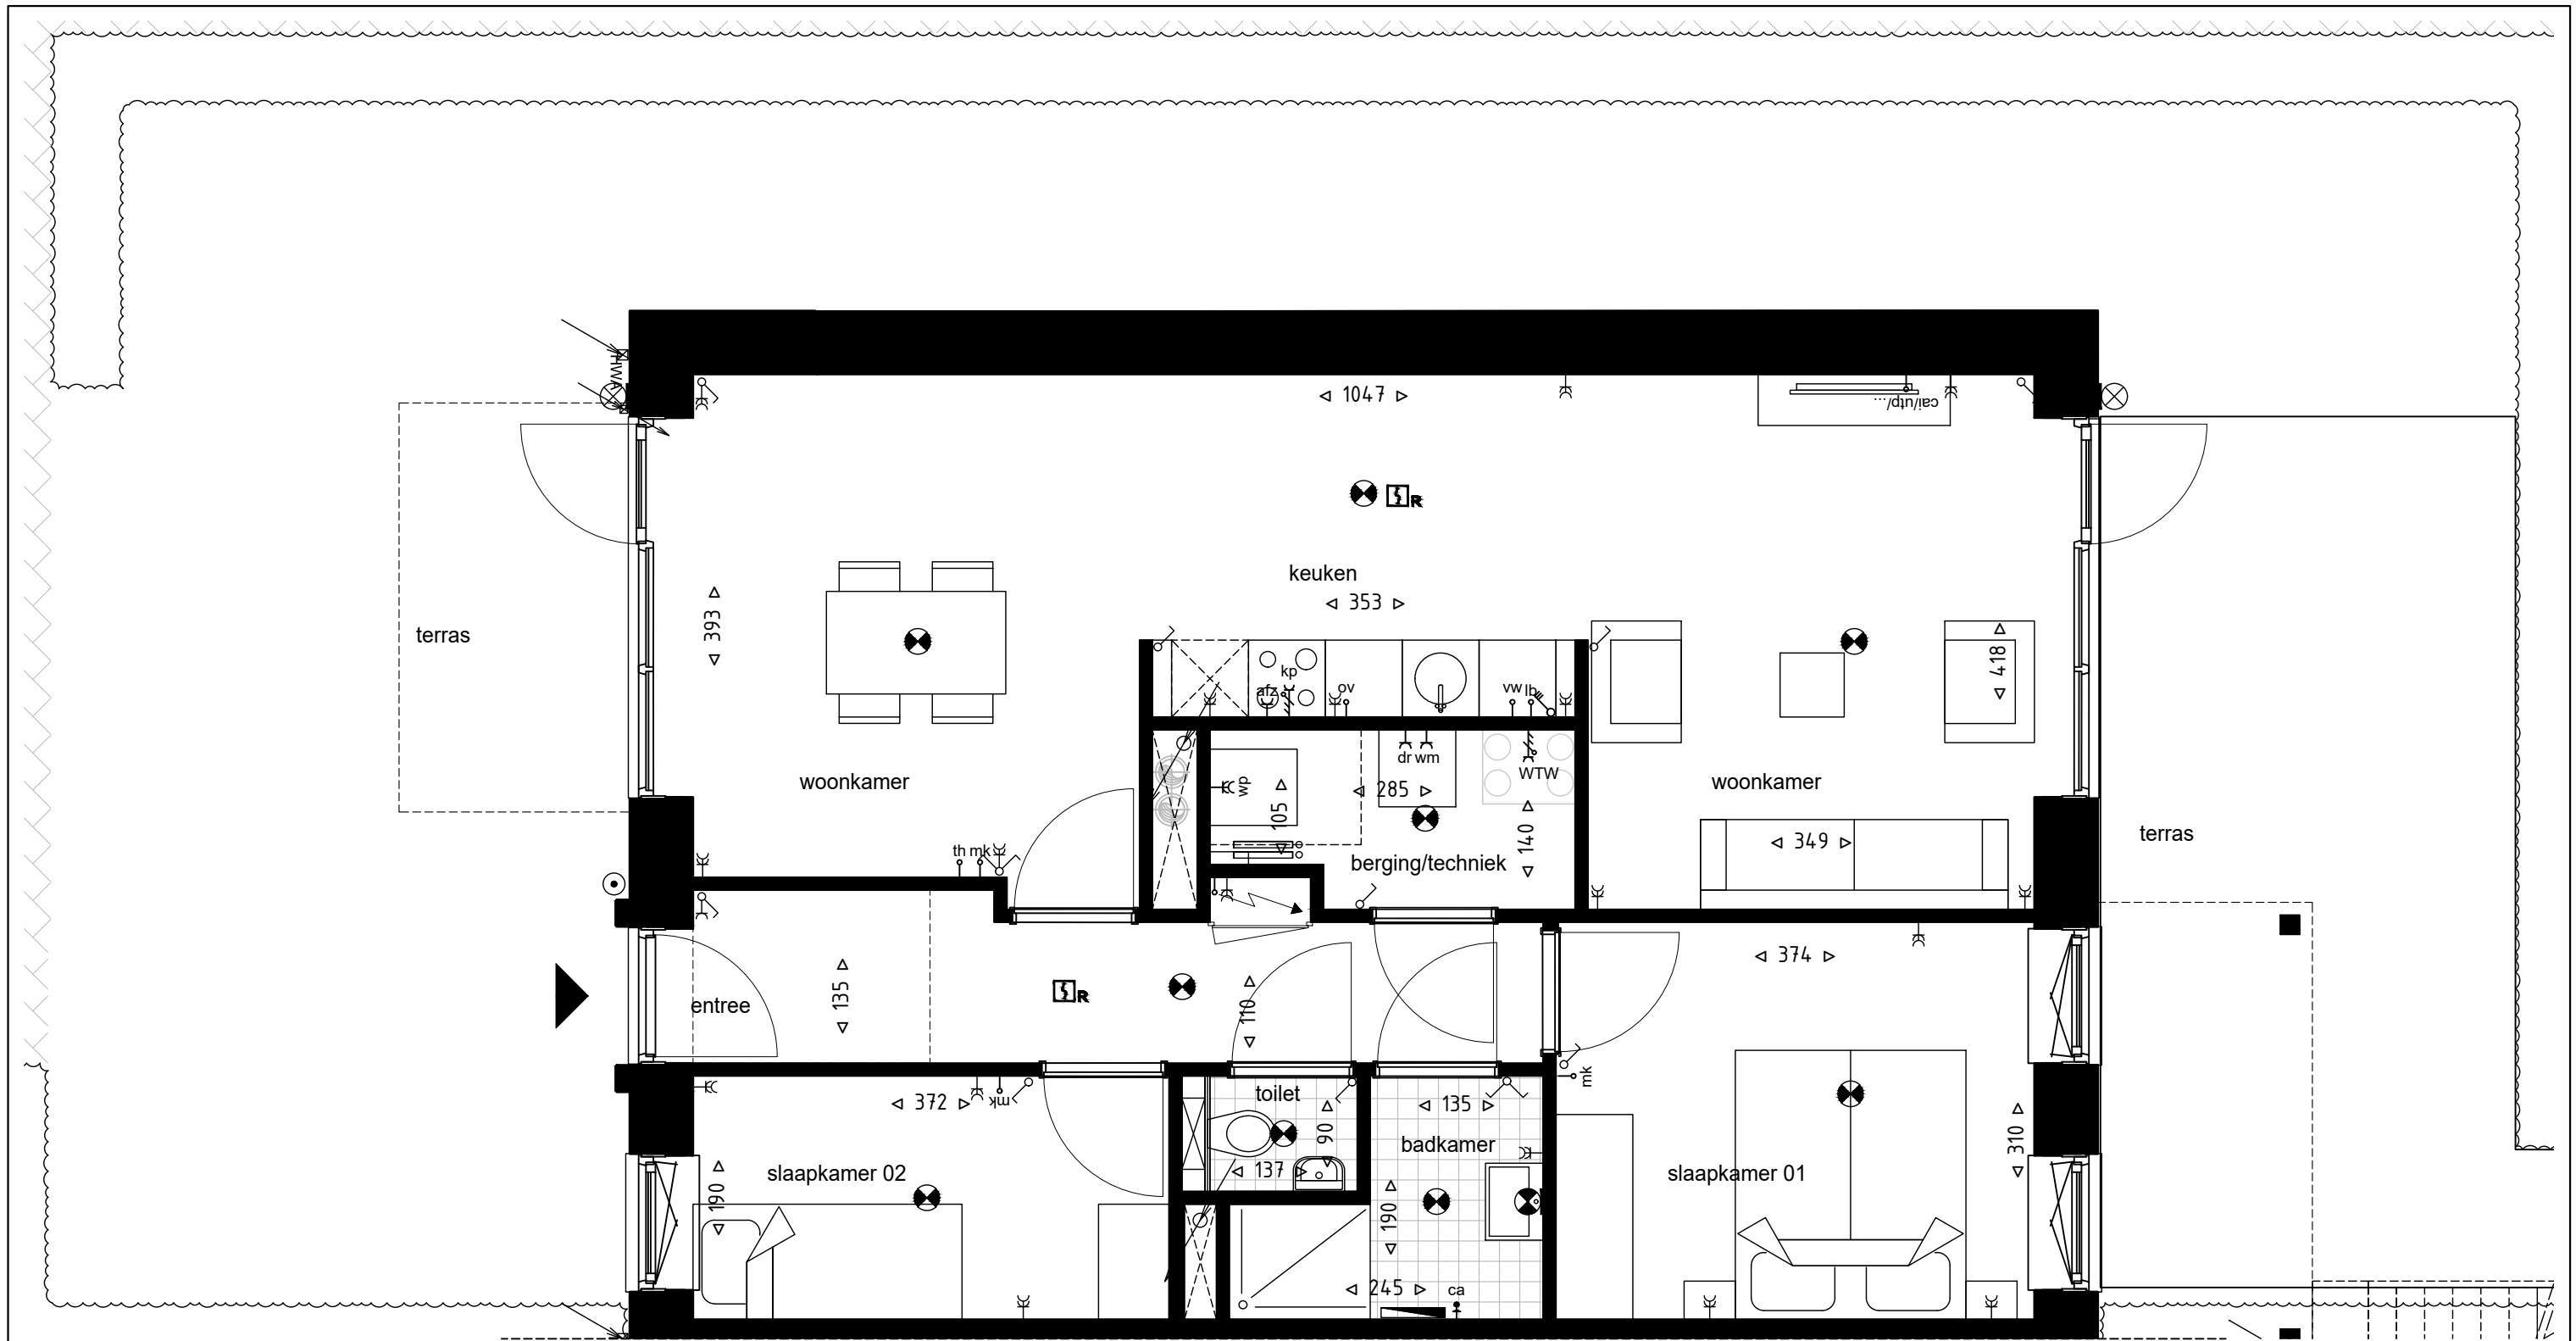 HWA
1047
cai/utp/...
R
keuken
353
393
418
terras
kp
afz
ov
vw
lb
woonkamer
wp
105
285
dr wm
WTW
140
woonkamer
349
terras
th mk
berging/techniek
374
entree
135
R
110
372
mk
toilet
90
137
135
badkamer
mk
310
190
slaapkamer 02
190
slaapkamer 01
245
ca